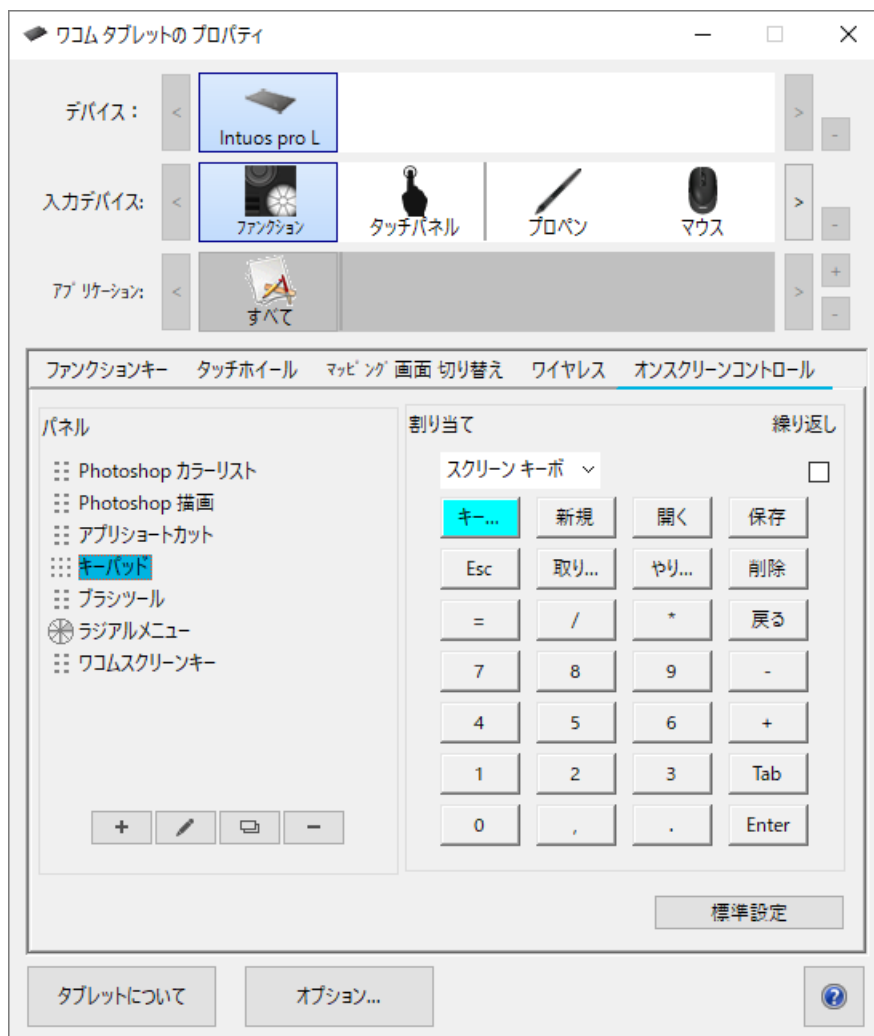 ワコム タブレットの プロパティ
デバイス：
<
Intuos pro L
>
-
入力デバイス:
<
ファンクション
タッチパネル
プロペン
マウス
>
-
アプリケーション:
<
すべて
>
+
-
ファンクションキー タッチホイール マッピング 画面 切り替え ワイヤレス オンスクリーンコントロール
パネル
Photoshop カラーリスト
Photoshop 描画
アプリショートカット
キーパッド
ブラシツール
ラジアルメニュー
ワコムスクリーンキー
+ -
割り当て 繰り返し
スクリーン キーボ
キー... 新規 開く 保存
Esc 取り... やり... 削除
= / * 戻る
7 8 9 -
4 5 6 +
1 2 3 Tab
0 , . Enter
標準設定
タブレットについて オプション... ?